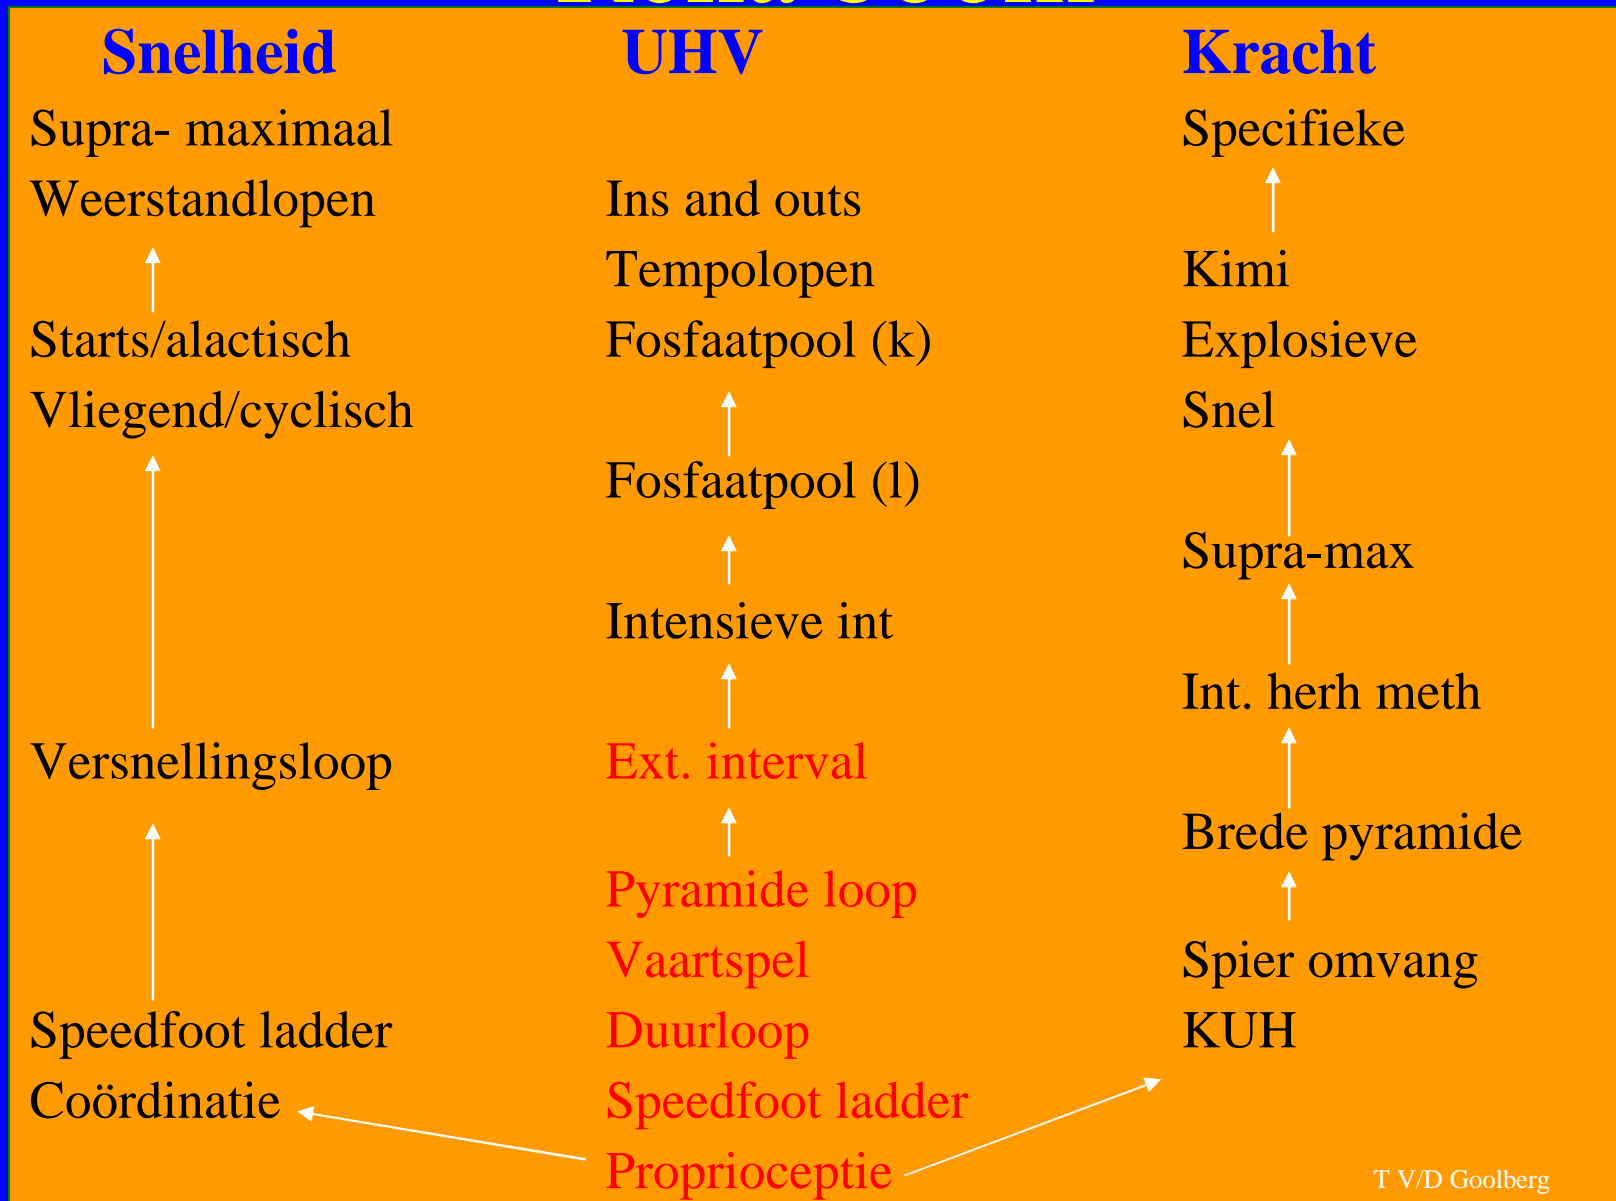 Snelheid UHV Kracht
Supra- maximaal Specifieke
Weerstandlopen Ins and outs
Tempolopen Kimi
Starts/alactisch Fosfaatpool (k) Explosieve
Vliegend/cyclisch Snel
Fosfaatpool (l)
Supra-max
Intensieve int
Int. herh meth
Versnellingsloop Ext. interval
Brede pyramide
Pyramide loop
Vaartspel Spier omvang
Speedfoot ladder Duurloop KUH
Coördinatie Speedfoot ladder
Proprioceptie
T V/D Goolberg